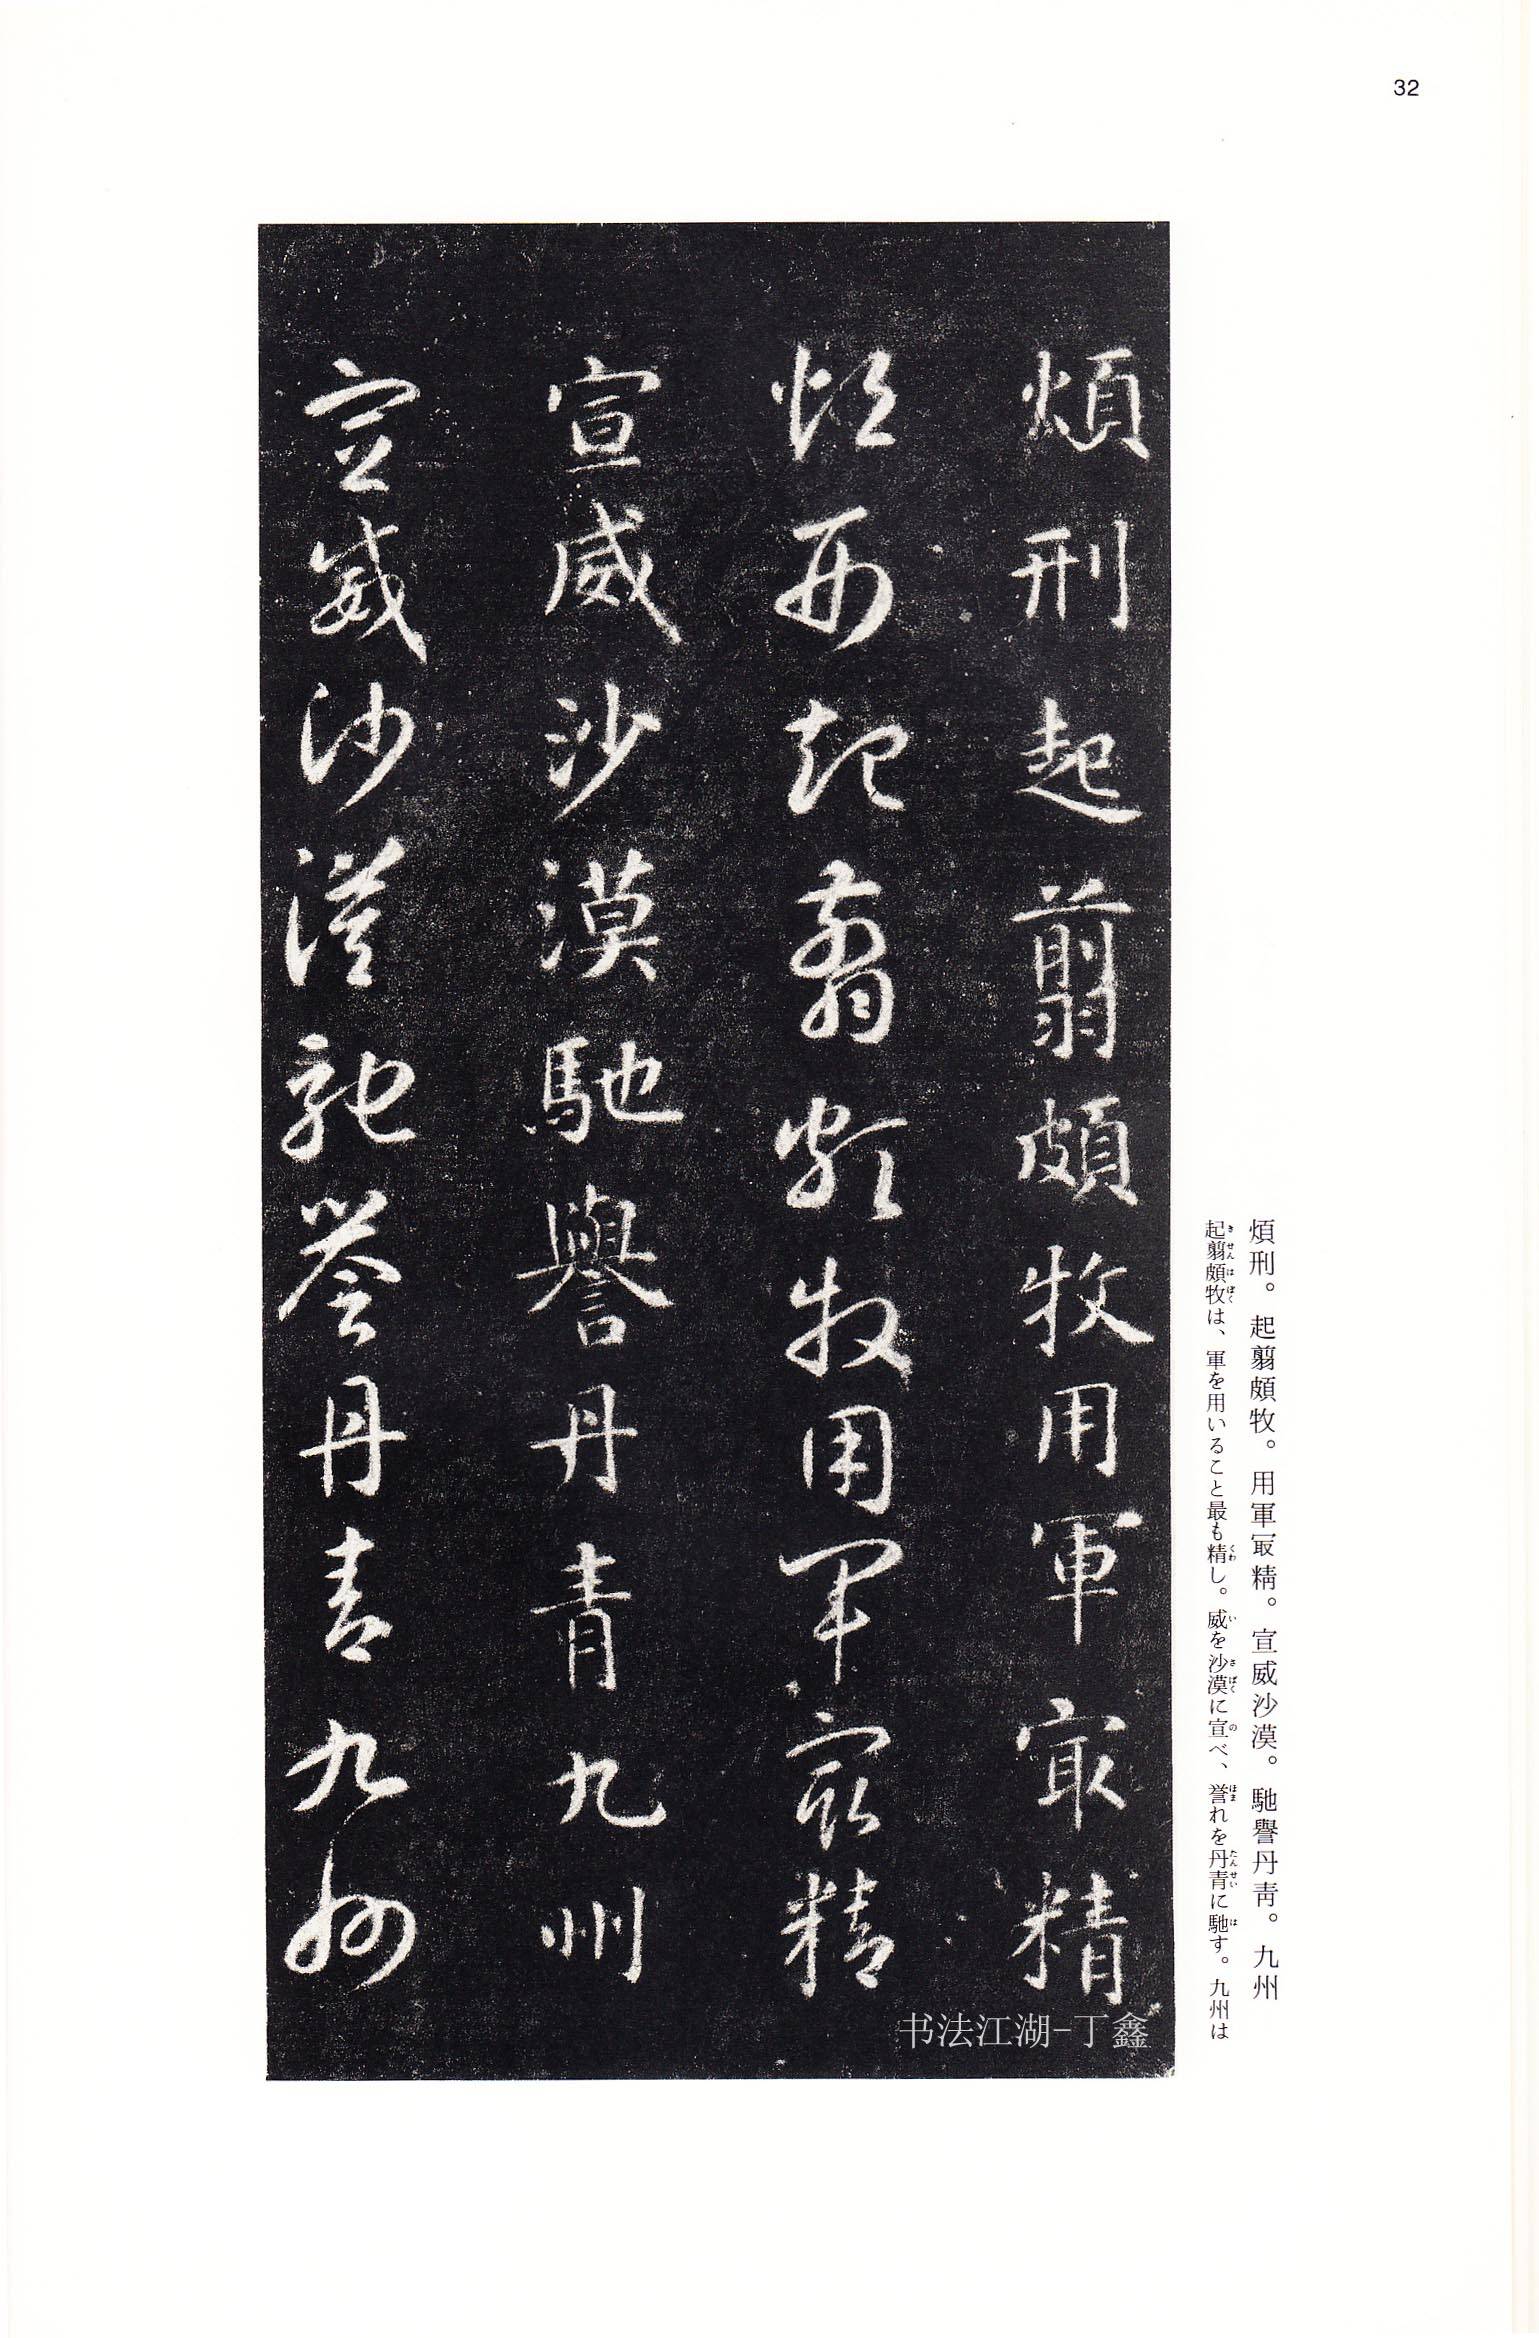 32
煩刑。起翦頗牧。用軍冣精。宣威沙漠。馳譽丹靑。九州
起翦頗牧は、軍を用いること最も精し。威を沙漠に宣べ、誉れを丹青に馳す。九州は
煩刑起翦頗牧用軍冣精
煩刑起翦頗牧用軍冣精
宣威沙漠馳譽丹青九州
宣威沙漠馳譽丹青九州
书法江湖-丁鑫